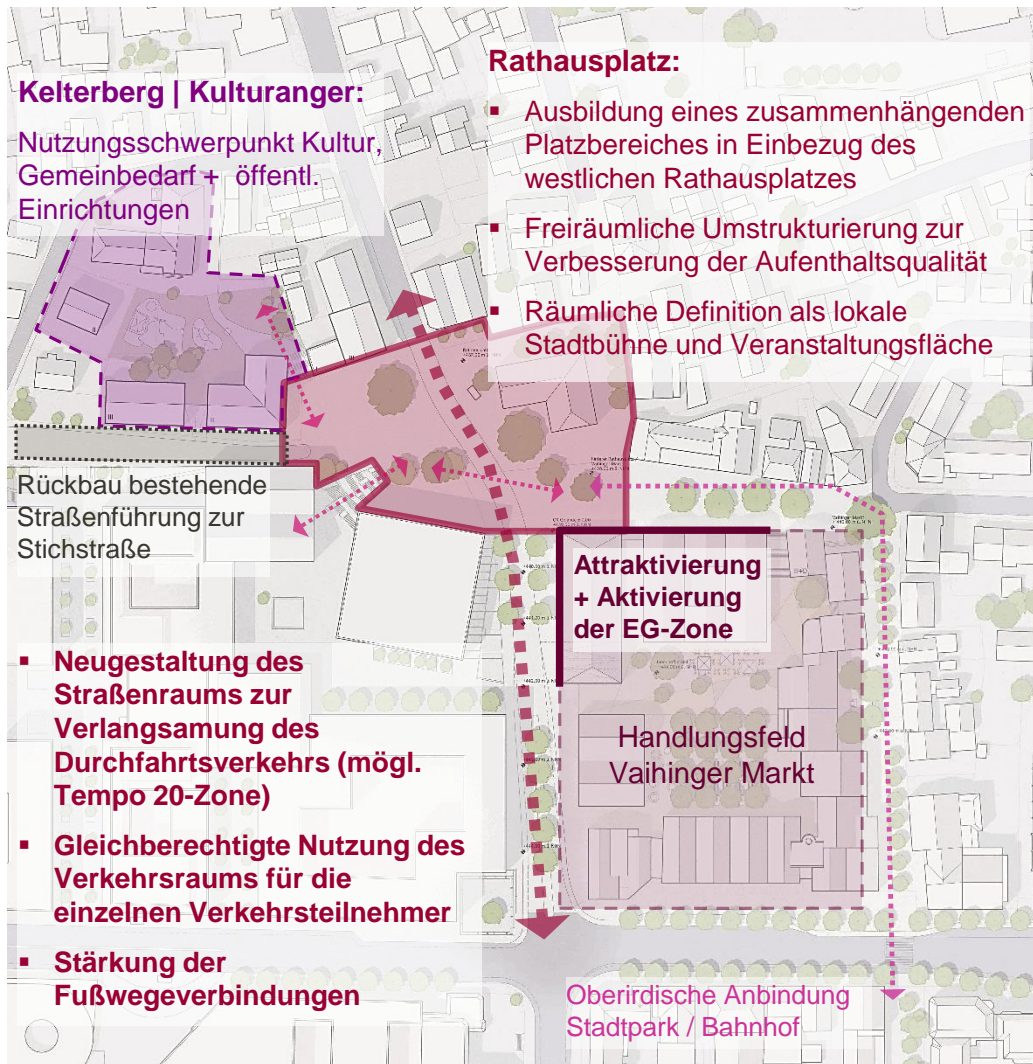 Kelterberg | Kulturanger:
Nutzungsschwerpunkt Kultur,
Gemeinbedarf + öffentl.
Einrichtungen
Rathausplatz:
▪ Ausbildung eines zusammenhängenden
Platzbereiches in Einbezug des
westlichen Rathausplatzes
▪ Freiräumliche Umstrukturierung zur
Verbesserung der Aufenthaltsqualität
▪ Räumliche Definition als lokale
Stadtbühne und Veranstaltungsfläche
Rückbau bestehende
Straßenführung zur
Stichstraße
Attraktivierung
+ Aktivierung
der EG-Zone
Handlungsfeld
Vaihinger Markt
▪ Neugestaltung des
Straßenraums zur
Verlangsamung des
Durchfahrtsverkehrs (mögl.
Tempo 20-Zone)
▪ Gleichberechtigte Nutzung des
Verkehrsraums für die
einzelnen Verkehrsteilnehmer
▪ Stärkung der
Fußwegeverbindungen
Oberirdische Anbindung
Stadtpark / Bahnhof